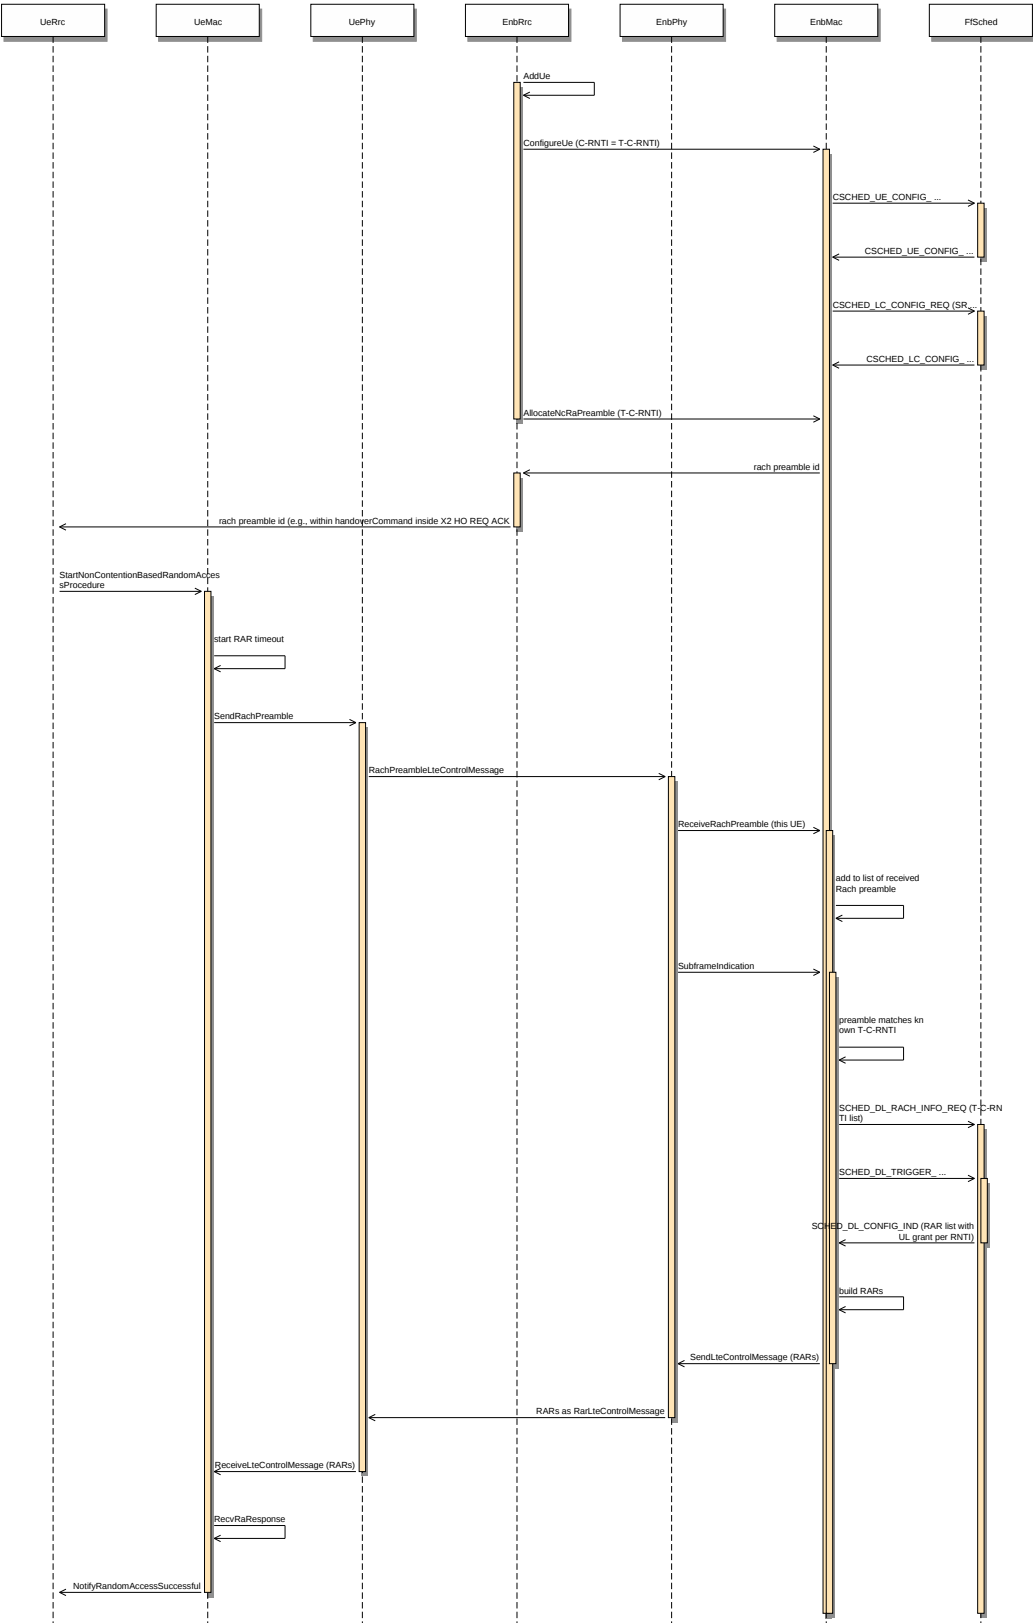 UeRrc
UeMac
UePhy
EnbRrc
EnbPhy
EnbMac
FfSched
AddUe
ConfigureUe (C-RNTI = T-C-RNTI)
CSCHED_UE_CONFIG_ ...
CSCHED_UE_CONFIG_ ...
CSCHED_LC_CONFIG_REQ (SR...
CSCHED_LC_CONFIG_ ...
AllocateNcRaPreamble (T-C-RNTI)
rach preamble id
rach preamble id (e.g., within handoverCommand inside X2 HO REQ ACK
StartNonContentionBasedRandomAcces
sProcedure
start RAR timeout
SendRachPreamble
RachPreambleLteControlMessage
ReceiveRachPreamble (this UE)
add to list of received
Rach preamble
SubframeIndication
preamble matches kn
own T-C-RNTI
SCHED_DL_RACH_INFO_REQ (T-C-RN
TI list)
SCHED_DL_TRIGGER_ ...
SCHED_DL_CONFIG_IND (RAR list with
UL grant per RNTI)
build RARs
SendLteControlMessage (RARs)
RARs as RarLteControlMessage
ReceiveLteControlMessage (RARs)
RecvRaResponse
NotifyRandomAccessSuccessful